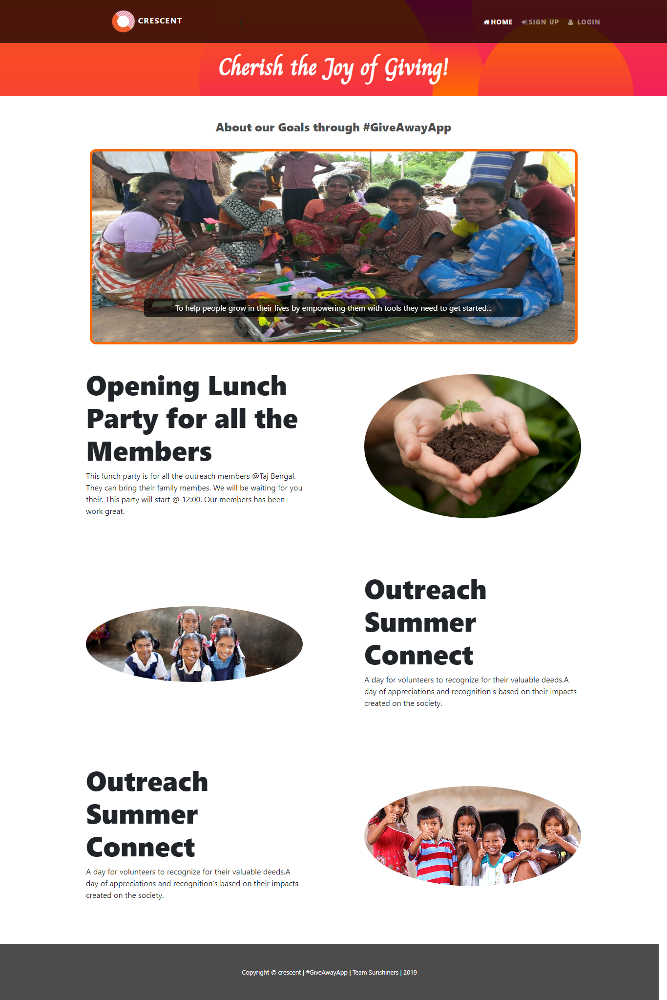 CRESCENT
HOME SIGN UP LOGIN
Cherish the Joy of Giving!
About our Goals through #GiveAwayApp
To help people grow in their lives by empowering them with tools they need to get started...
Opening Lunch
Party for all the
Members
This lunch party is for all the outreach members @Taj Bengal.
They can bring their family membes. We will be waiting for you
their. This party will start @ 12:00. Our members has been
work great.
Outreach
Summer
Connect
A day for volunteers to recognize for their valuable deeds.A
day of appreciations and recognition's based on their impacts
created on the society.
Outreach
Summer
Connect
A day for volunteers to recognize for their valuable deeds.A
day of appreciations and recognition's based on their impacts
created on the society.
Copyright © crescent | #GiveAwayApp | Team Sunshiners | 2019